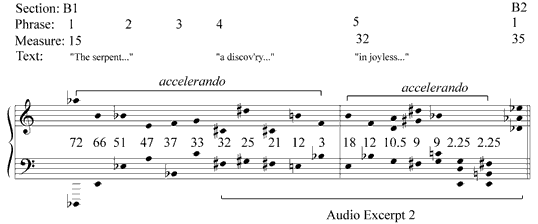 Section: B1 B2
Phrase: 1 2 3 4 5 1
Measure: 15 32 35
Text: "The serpent..." "a discov'ry..." "in joyless..."
accelerando accelerando
72 66 51 47 37 33 32 25 21 12 3 18 12 10.5 9 9 2.25 2.25
Audio Excerpt 2